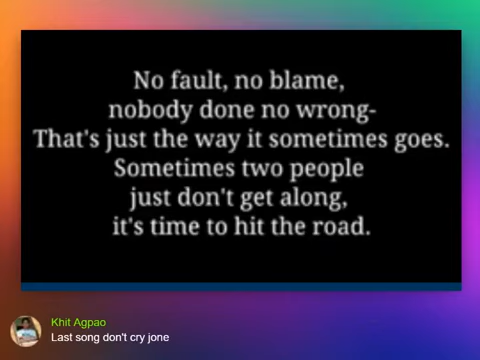 No fault, no blame,
nobody done no wrong-
That's just the way it sometimes goes.
Sometimes two people
just don't get along,
it's time to hit the road.
Khit Agpao
Last song don't cry jone